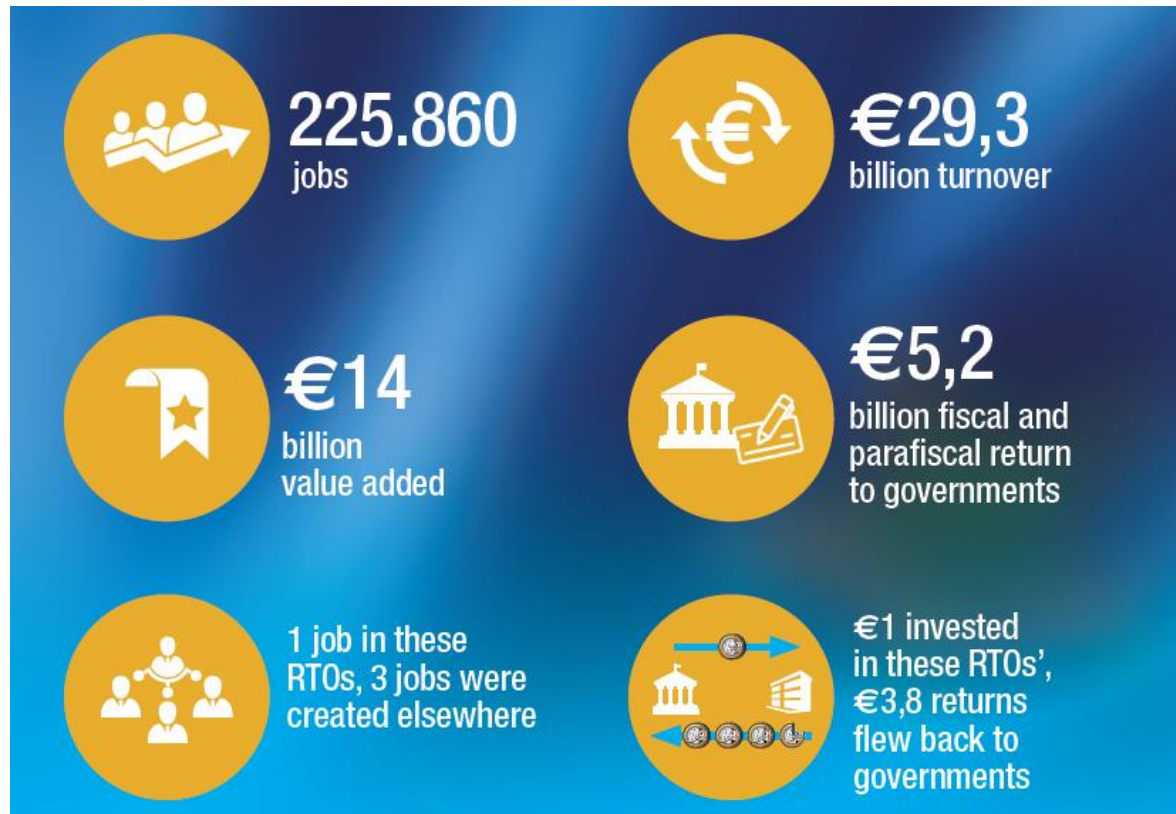 225.860
jobs
€29,3
billion turnover
€14
billion
value added
€5,2
billion fiscal and
parafiscal return
to governments
1 job in these
RTOs, 3 jobs were
created elsewhere
€1 invested
in these RTOs’,
€3,8 returns
flew back to
governments